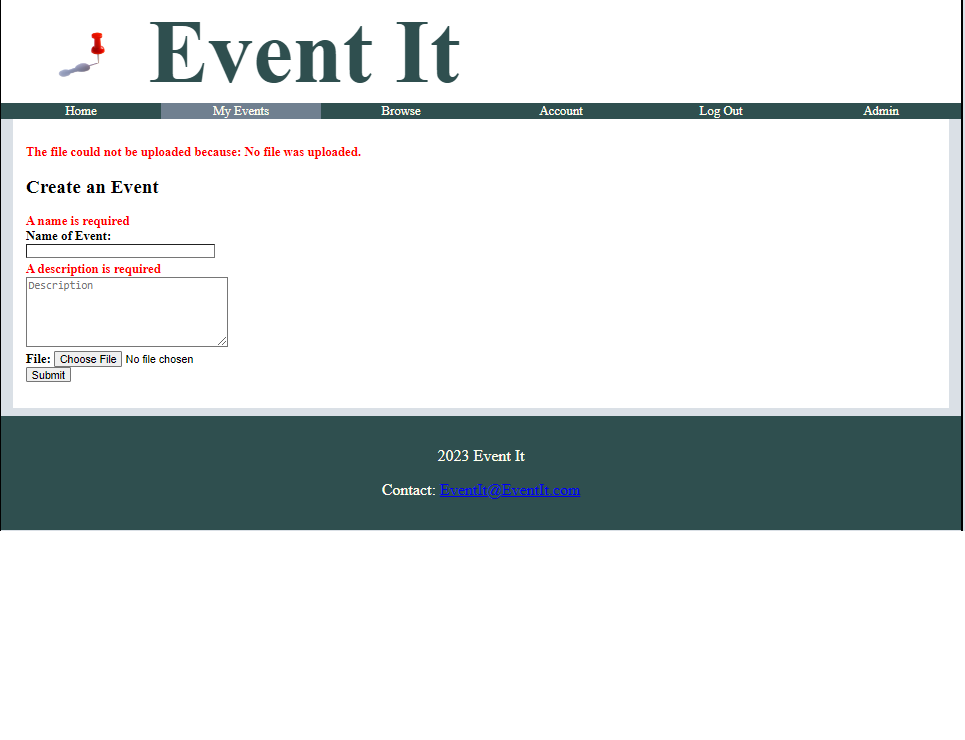 Event It
Home My Events Browse Account Log Out Admin
The file could not be uploaded because: No file was uploaded.
Create an Event
A name is required
Name of Event:
A description is required
Description
File: Choose File No file chosen
Submit
2023 Event It
Contact: EventIt@EventIt.com